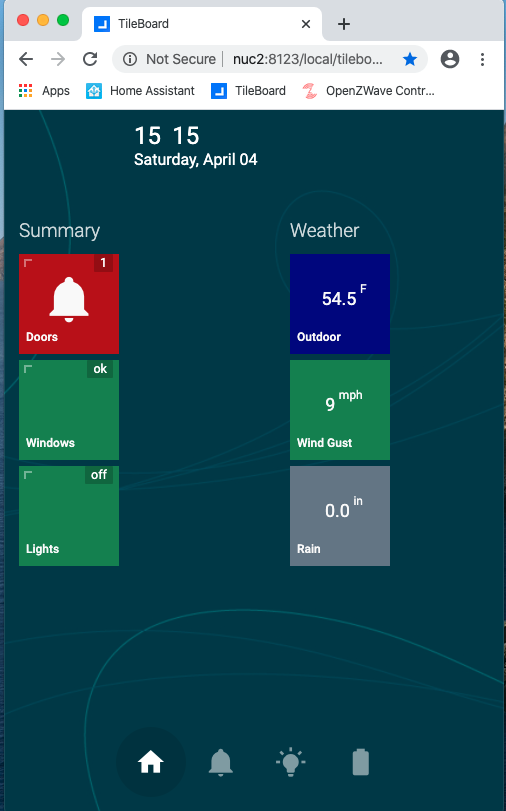 TileBoard
Not Secure | nuc2:8123/local/tilebo...
Apps Home Assistant TileBoard OpenZWave Contr...
15 15
Saturday, April 04
Summary
1
Doors
ok
Windows
off
Lights
Weather
54.5 F
Outdoor
9 mph
Wind Gust
0.0 in
Rain